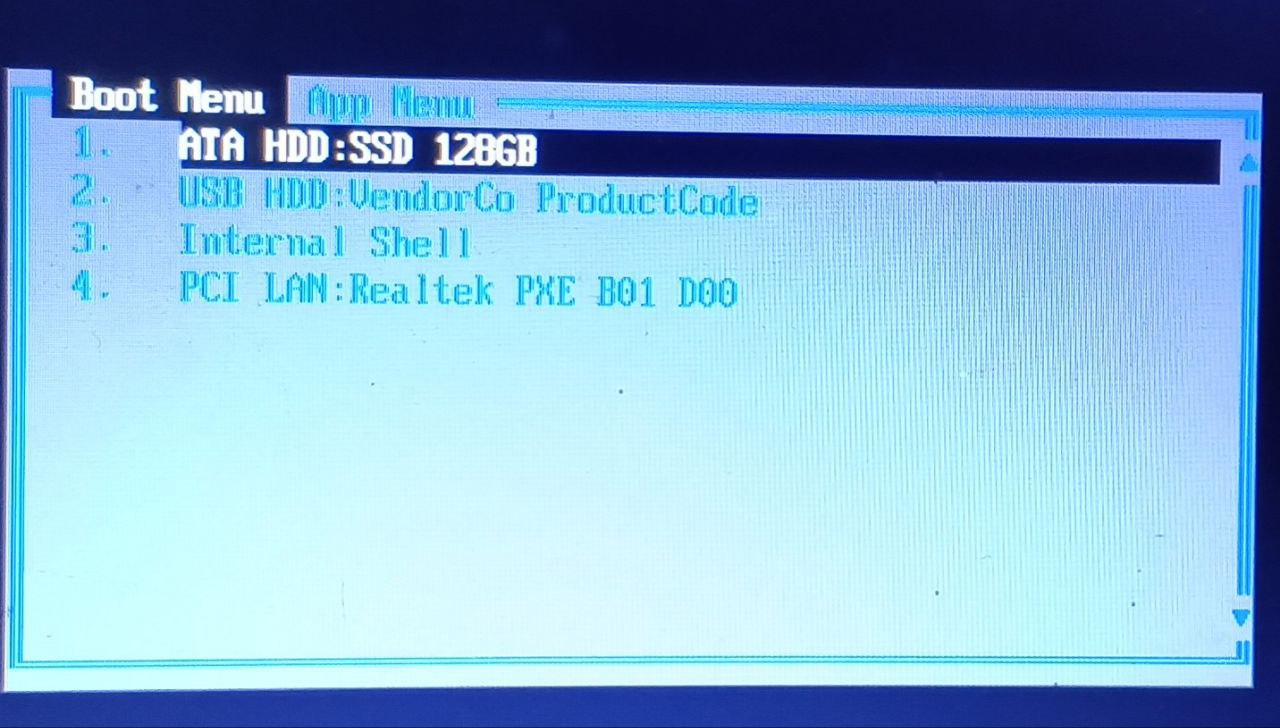 Boot Menu App Menu
1. ATA HDD:SSD 128GB
2. USB HDD:VendorCo ProductCode
3. Internal Shell
4. PCI LAN:Realtek PXE B01 D00